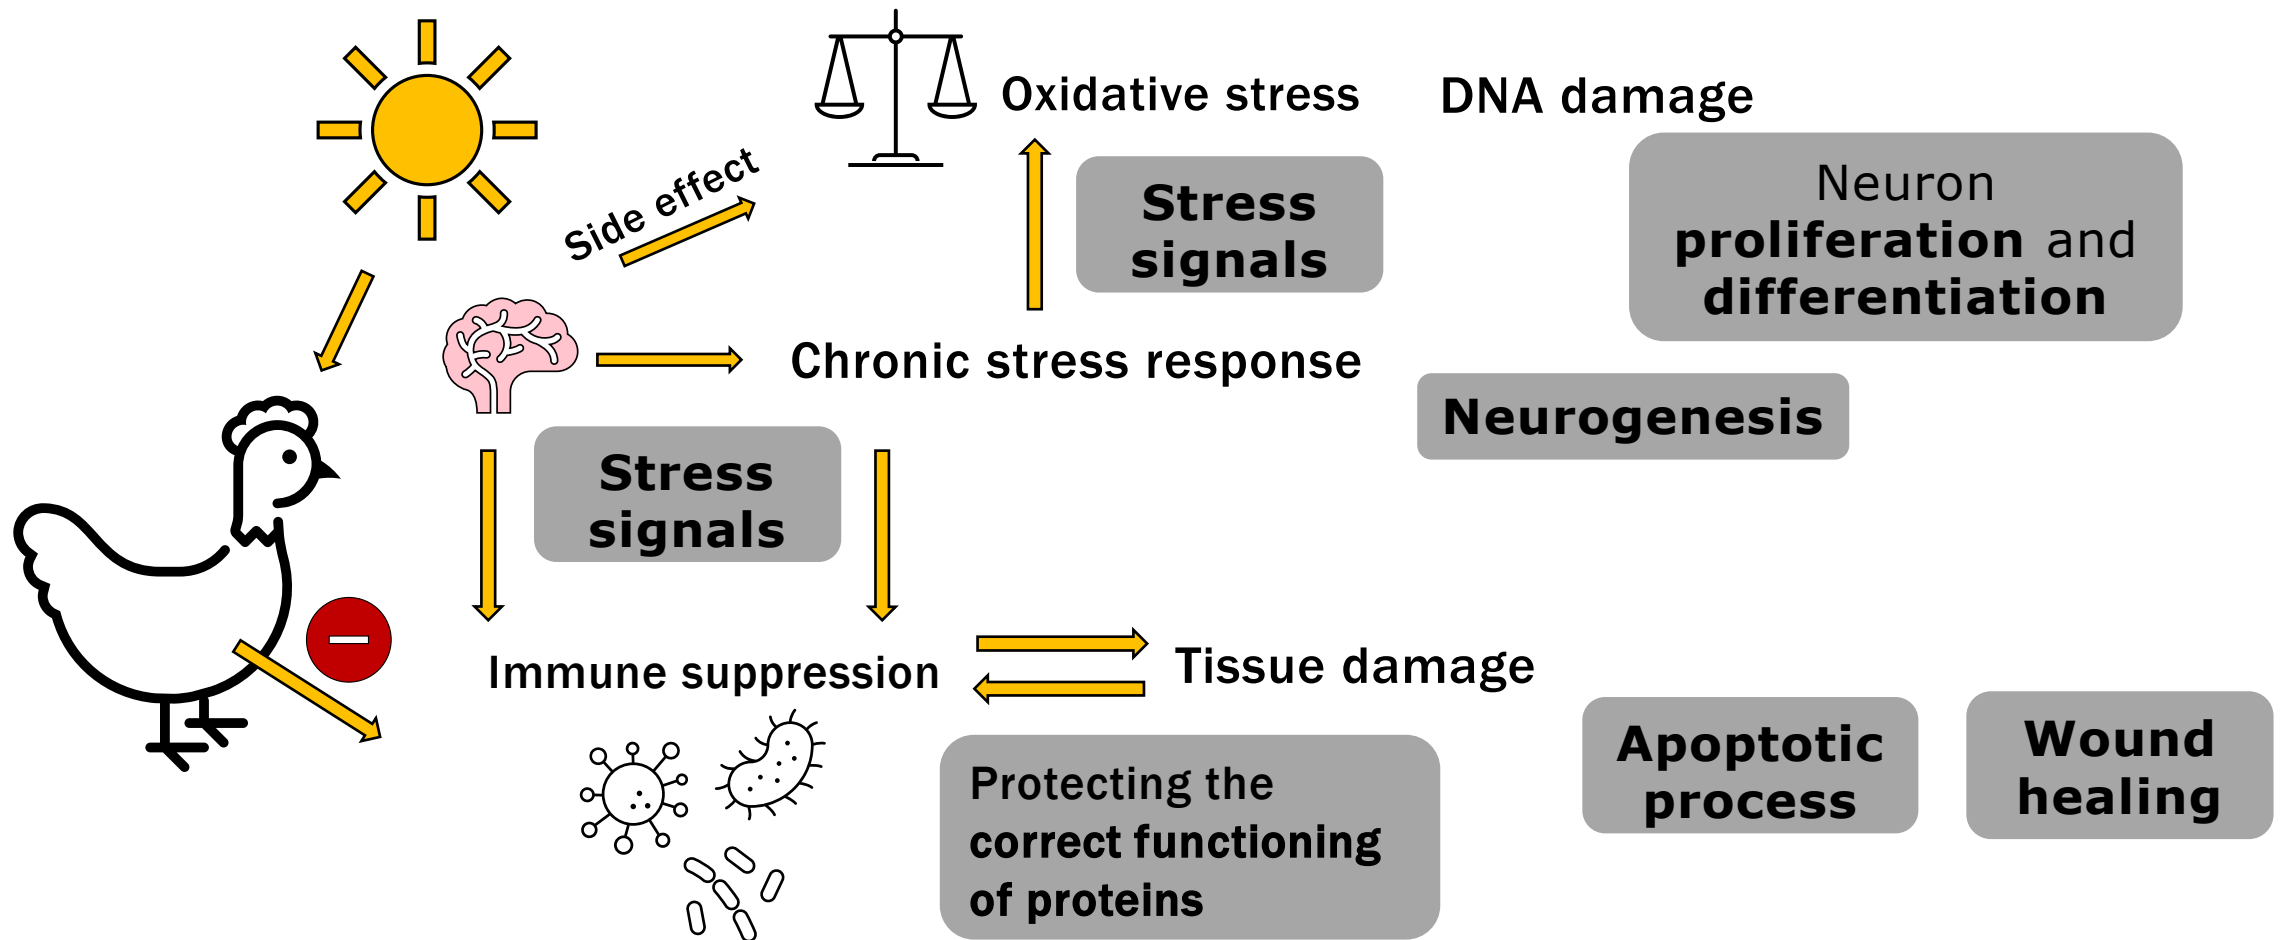 Oxidative stress
DNA damage
Side effect
Stress
signals
Neuron
proliferation and
differentiation
Chronic stress response
Neurogenesis
Stress
signals
Immune suppression
Tissue damage
Protecting the
correct functioning
of proteins
Apoptotic
process
Wound
healing